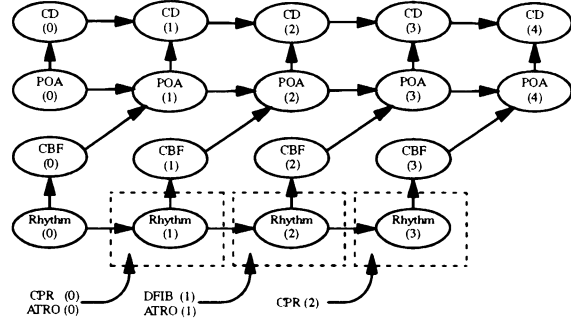 CD CD CD CD CD
(0) (1) (2) (3) (4)
POA POA POA POA POA
(0) (1) (2) (3) (4)
CBF CBF CBF CBF
(0) (1) (2) (3)
Rhythm Rhythm Rhythm Rhythm
(0) (1) (2) (3)
CPR (0) DFIB (1) CPR (2)
ATRO (0) ATRO (1)